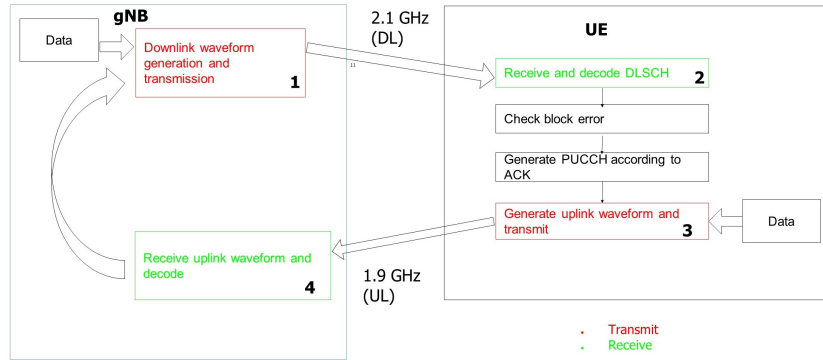 gNB
2.1 GHz
(DL)
UE
Data
Downlink waveform
generation and
transmission
1
11
Receive and decode DLSCH
2
Check block error
Generate PUCCH according to
ACK
Generate uplink waveform and
transmit
3
Data
Receive uplink waveform and
decode
4
1.9 GHz
(UL)
Transmit
Receive